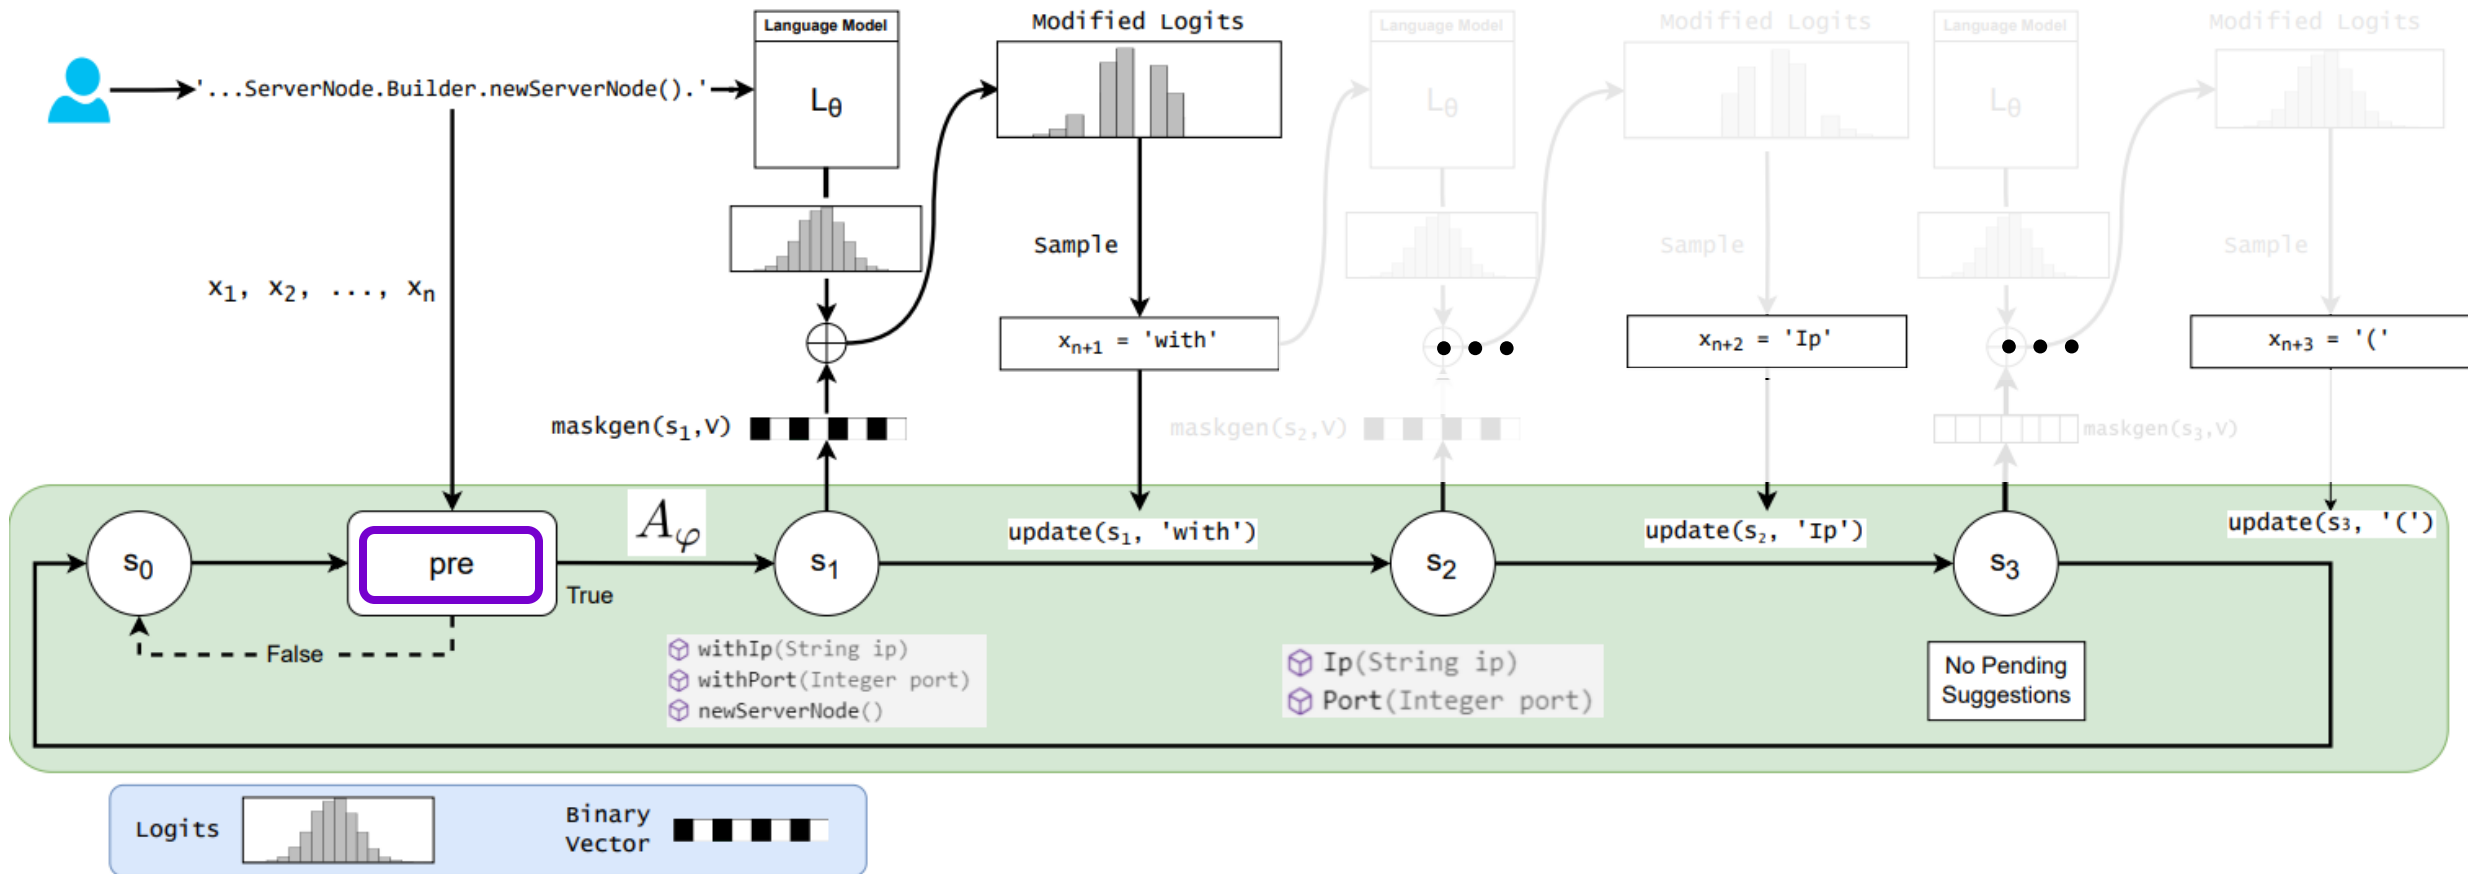 Language Model
Modified Logits
Language Model
Modified Logits
Language Model
Modified Logits
'...ServerNode.Builder.newServerNode().'
Lθ
Lθ
Lθ
Sample
Sample
Sample
x1, x2, ..., xn
xn+1 = 'with'
xn+2 = 'Ip'
xn+3 = '('
maskgen(s1,V)
maskgen(s2,V)
maskgen(s3,V)
Aφ
update(s1, 'with')
update(s2, 'Ip')
update(s3, '(')
s0
pre
s1
s2
s3
True
False
withIp(String ip)
withPort(Integer port)
newServerNode()
Ip(String ip)
Port(Integer port)
No Pending
Suggestions
Logits
Binary
Vector